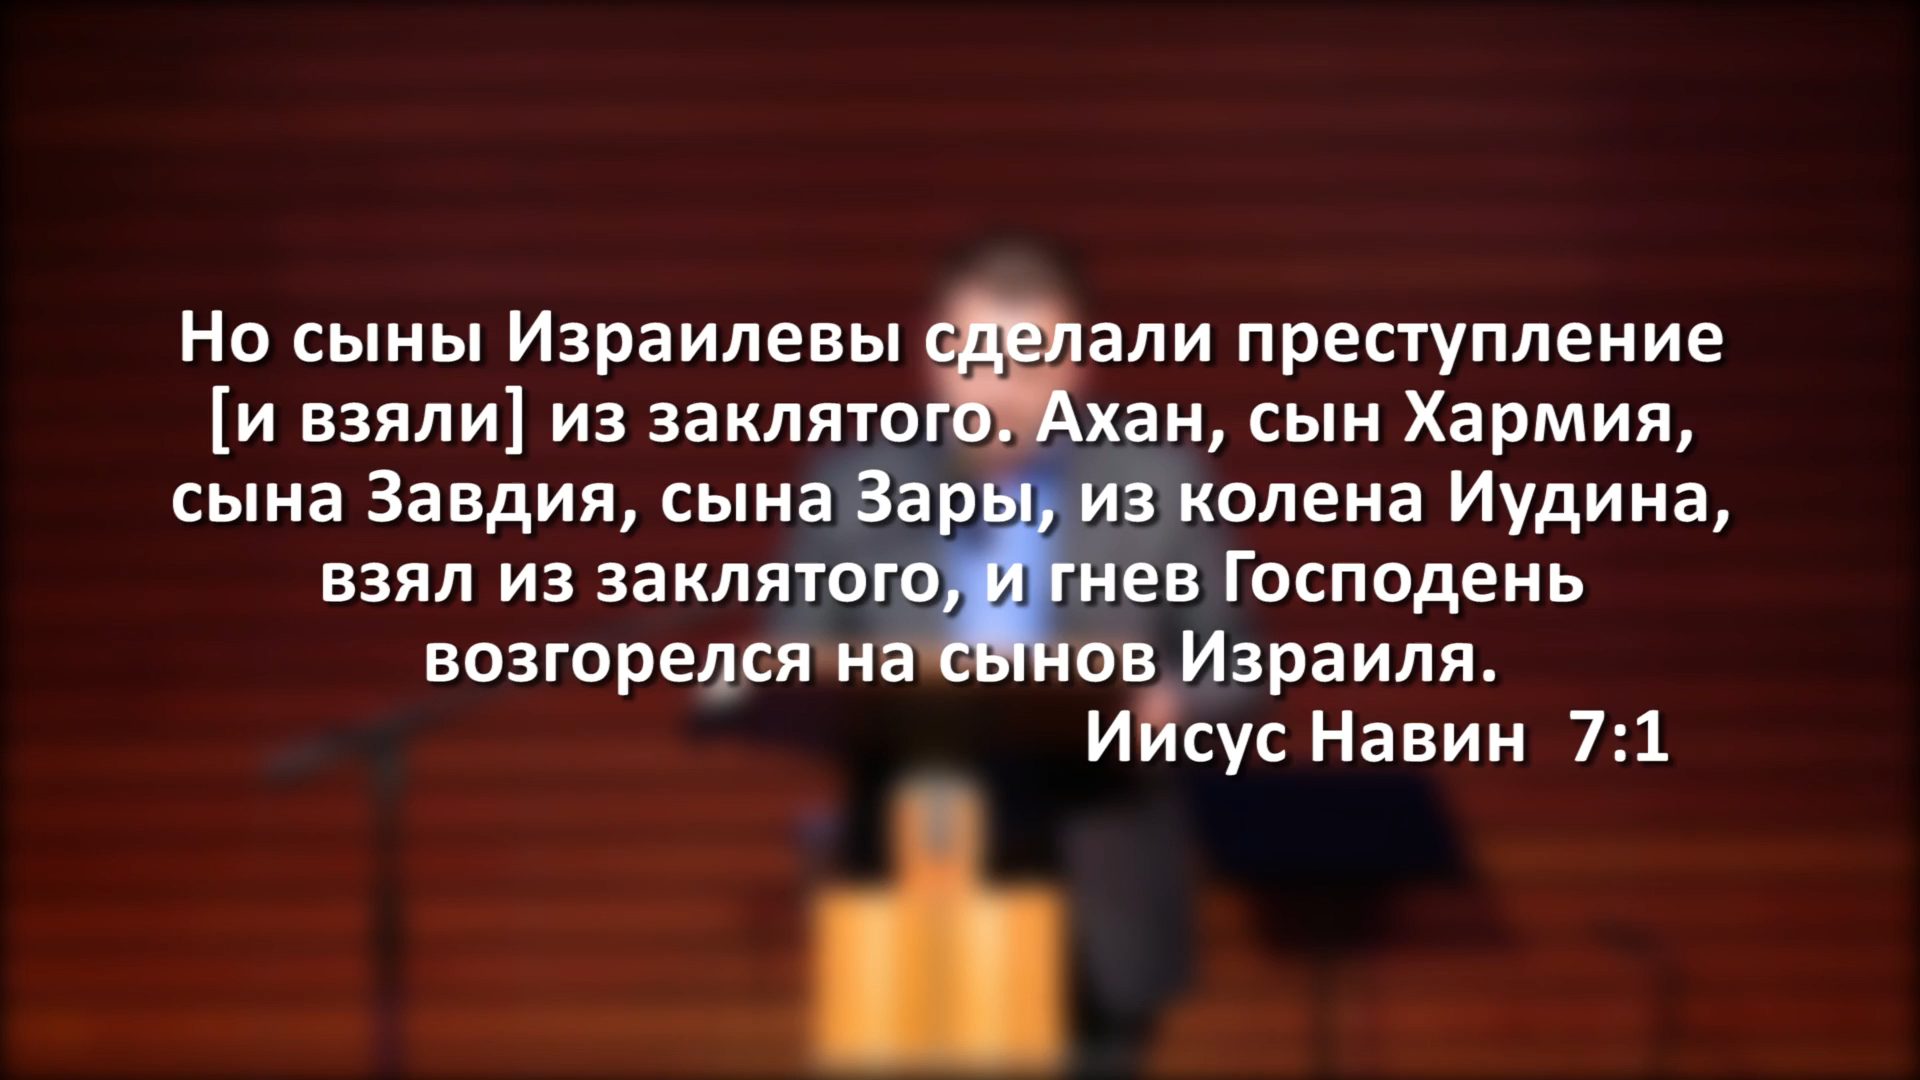 Но сыны Израилевы сделали преступление
[и взяли] из заклятого. Ахан, сын Хармия,
сына Завдия, сына Зары, из колена Иудина,
взял из заклятого, и гнев Господень
возгорелся на сынов Израиля.
Иисус Навин 7:1